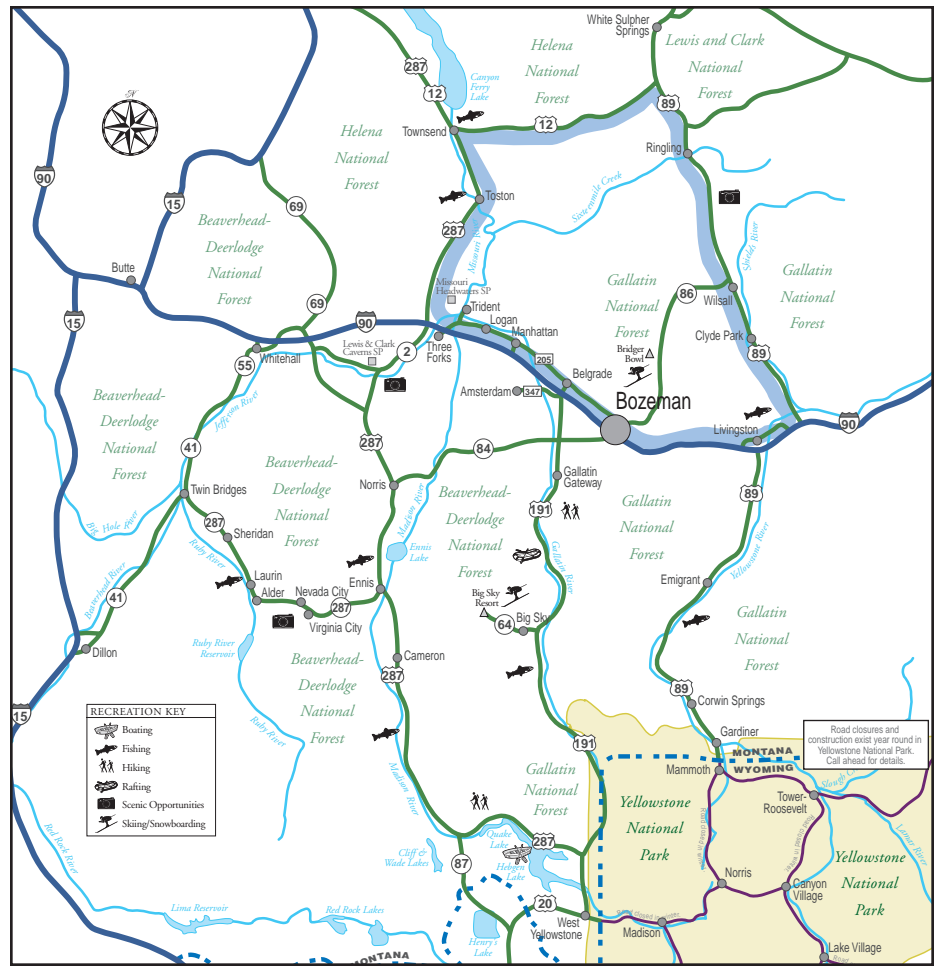 White Sulpher
Springs
Lewis and Clark
National
Forest
Helena
National
Forest
287
12
Canyon
Ferry
Lake
89
12
Townsend
Helena
National
Forest
Ringling
90
15
69
Toston
Sixteenmile Creek
287
Missouri River
Beaverhead-
Deerlodge
National
Forest
Shields River
Butte
Gallatin
National
Forest
Gallatin
National
Forest
86
Wilsall
Missouri
Headwaters SP
Trident
Logan
Manhattan
69
90
15
Three
Forks
Lewis & Clark
Caverns SP
2
Clyde Park
89
Bridger
Bowl
205
Whitehall
55
Belgrade
Amsterdam
347
Bozeman
Jefferson River
Beaverhead-
Deerlodge
National
Forest
Livingston
90
41
287
84
Beaverhead-
Deerlodge
National
Forest
Norris
Gallatin
Gateway
Twin Bridges
Beaverhead-
Deerlodge
National
Forest
Madison River
89
Gallatin
National
Forest
191
Big Hole River
287
Sheridan
Ruby River
Ennis
Lake
Gallatin River
Yellowstone River
Beaverhead River
Laurin
Alder
Nevada City
Ennis
287
Virginia City
Emigrant
41
Big Sky
Resort
64
Big Sky
Gallatin
National
Forest
Dillon
Ruby River
Reservoir
Beaverhead-
Deerlodge
National
Forest
Cameron
287
89
Corwin Springs
15
RECREATION KEY
Boating
Fishing
Hiking
Rafting
Scenic Opportunities
Skiing/Snowboarding
Ruby River
Gardiner
Road closures and
construction exist year round in
Yellowstone National Park.
Call ahead for details.
191
MONTANA
WYOMING
Mammoth
Madison River
Gallatin
National
Forest
Tower-
Roosevelt
Yellowstone
National
Park
Lamar River
Red Rock River
Quake
Lake
287
Cliff &
Wade Lakes
Hebgen
Lake
87
Yellowstone
National
Park
Norris
Canyon
Village
Lima Reservoir
Red Rock Lakes
20
West
Yellowstone
Madison
Henry's
Lake
Lake Village
MONTANA